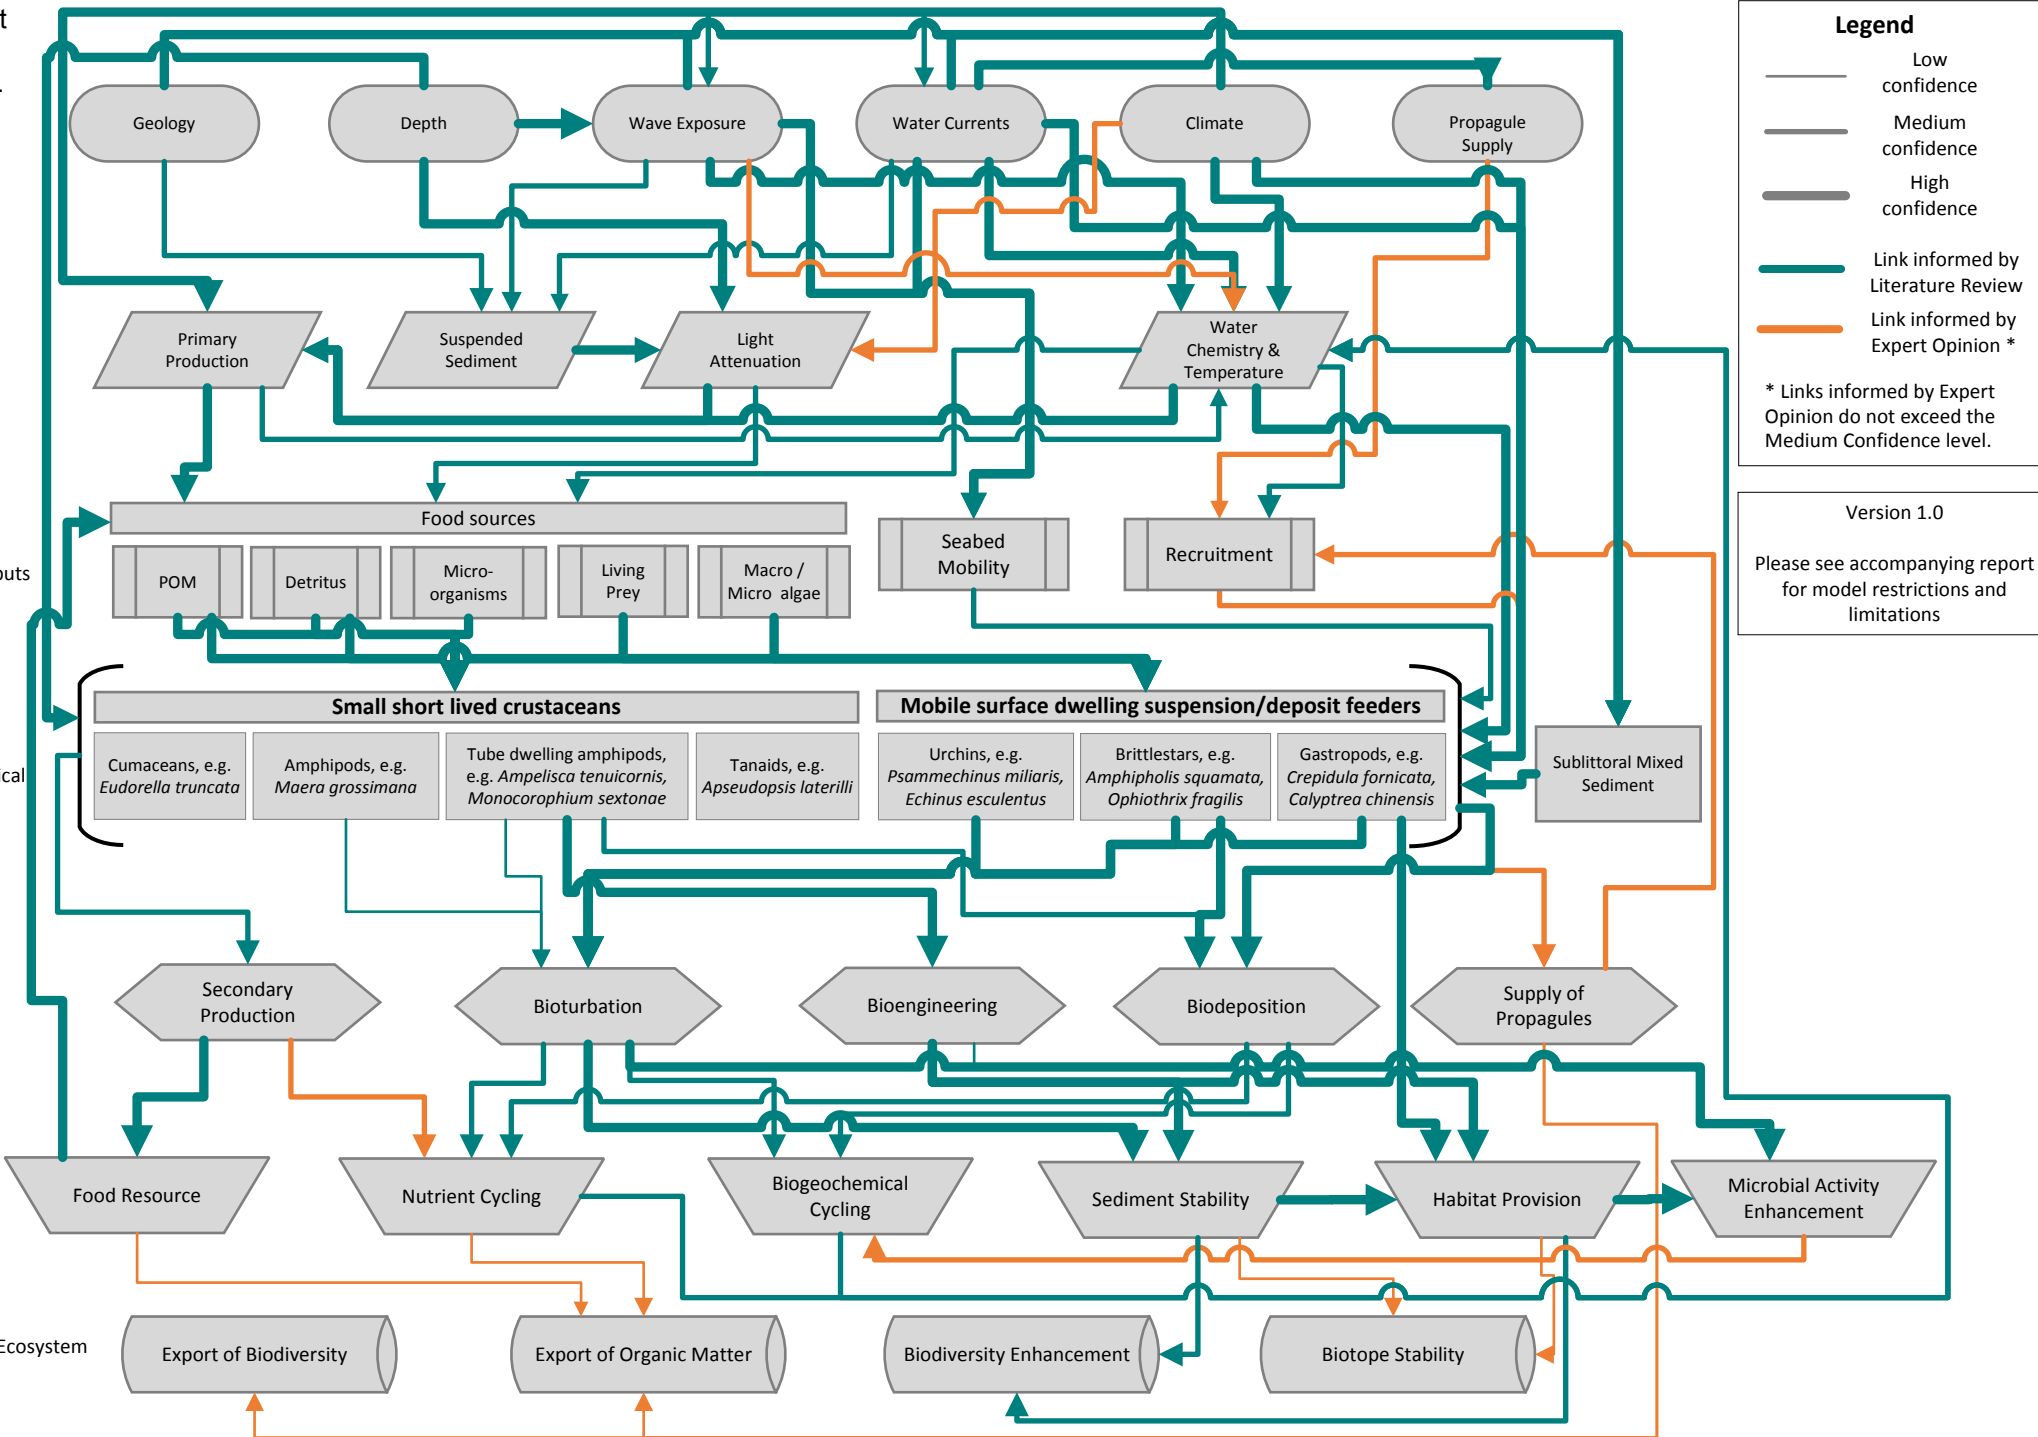 t
.
Legend
Low
confidence
Medium
confidence
High
confidence
Link informed by
Literature Review
Link informed by
Expert Opinion *
* Links informed by Expert
Opinion do not exceed the
Medium Confidence level.
Version 1.0
Please see accompanying report
for model restrictions and
limitations
Geology
Depth
Wave Exposure
Water Currents
Climate
Propagule
Supply
Primary
Production
Suspended
Sediment
Light
Attenuation
Water
Chemistry &
Temperature
Food sources
POM
Detritus
Micro-
organisms
Living
Prey
Macro /
Micro algae
Seabed
Mobility
Recruitment
outs
Small short lived crustaceans
Mobile surface dwelling suspension/deposit feeders
Cumaceans, e.g.
Eudorella truncata
Amphipods, e.g.
Maera grossimana
Tube dwelling amphipods,
e.g. Ampelisca tenuicornis,
Monocorophium sextonae
Tanaids, e.g.
Apseudopsis laterilli
Urchins, e.g.
Psammechinus miliaris,
Echinus esculentus
Brittlestars, e.g.
Amphipholis squamata,
Ophiothrix fragilis
Gastropods, e.g.
Crepidula fornicata,
Calyptrea chinensis
Sublittoral Mixed
Sediment
ical
Secondary
Production
Bioturbation
Bioengineering
Biodeposition
Supply of
Propagules
Food Resource
Nutrient Cycling
Biogeochemical
Cycling
Sediment Stability
Habitat Provision
Microbial Activity
Enhancement
Ecosystem
Export of Biodiversity
Export of Organic Matter
Biodiversity Enhancement
Biotope Stability